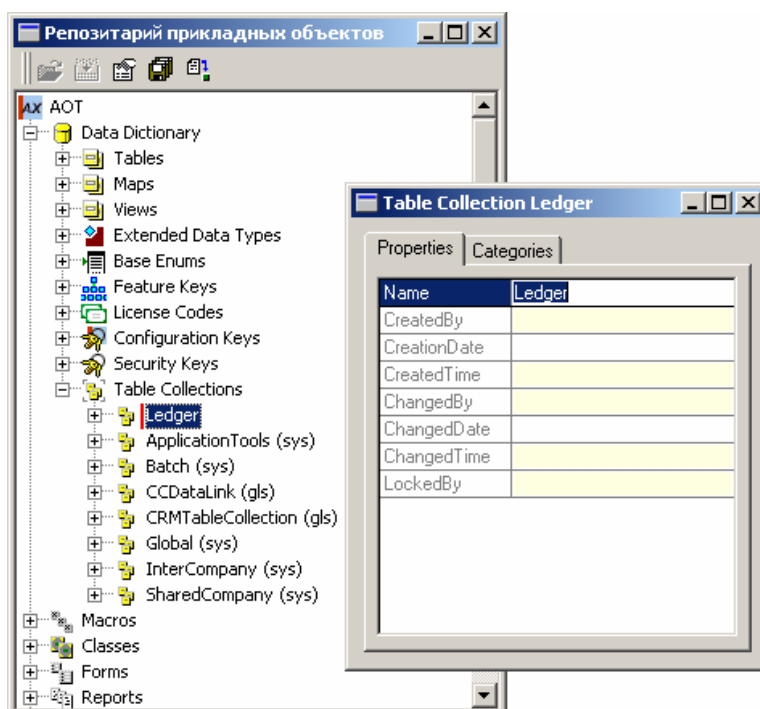 Репозитарий прикладных объектов
AX AOT
Data Dictionary
Tables
Maps
Views
Extended Data Types
Base Enums
Feature Keys
License Codes
Configuration Keys
Security Keys
Table Collections
Ledger
ApplicationTools (sys)
Batch (sys)
CCDataLink (gls)
CRMTableCollection (gls)
Global (sys)
InterCompany (sys)
SharedCompany (sys)
Macros
Classes
Forms
Reports
Table Collection Ledger
Properties Categories
Name Ledger
CreatedBy
CreationDate
CreatedTime
ChangedBy
ChangedDate
ChangedTime
LockedBy